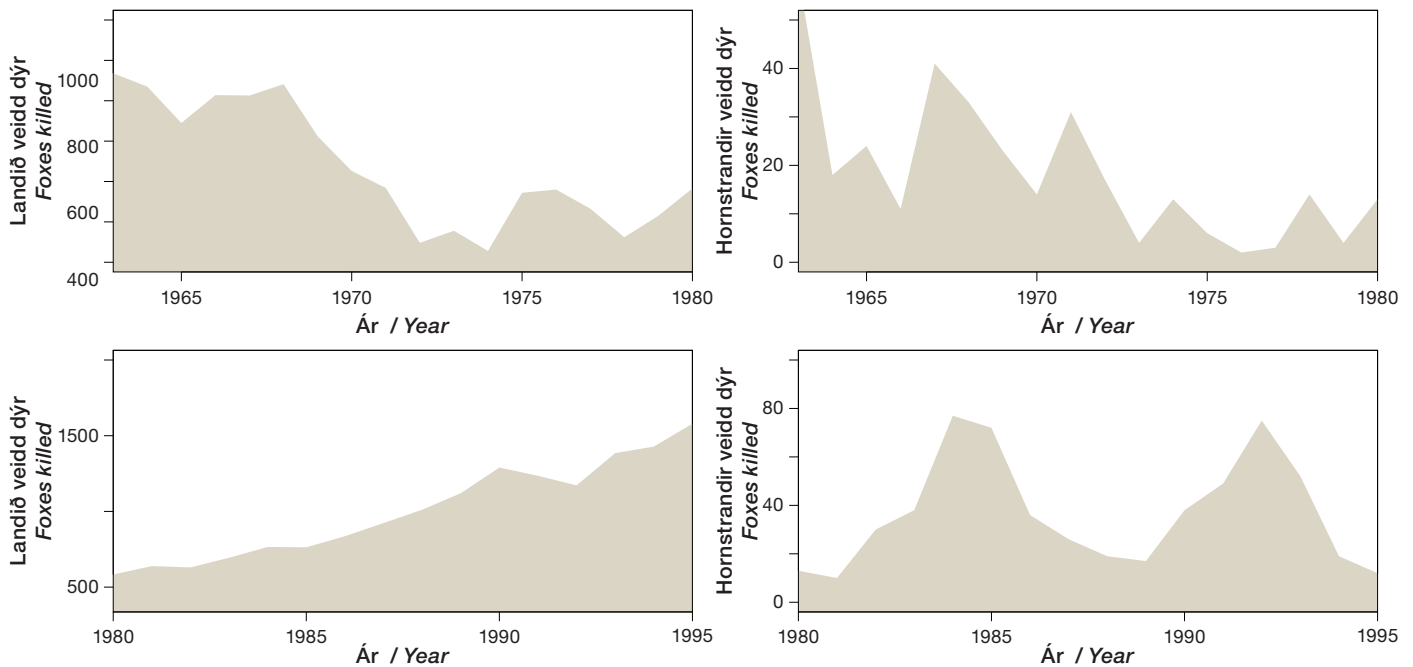 Landið veidd dýr
Foxes killed
1000
800
600
400
1965 1970 1975 1980
Ár / Year
Hornstrandir veidd dýr
Foxes killed
40
20
0
1965 1970 1975 1980
Ár / Year
Landið veidd dýr
Foxes killed
1500
500
1980 1985 1990 1995
Ár / Year
Hornstrandir veidd dýr
Foxes killed
80
40
0
1980 1985 1990 1995
Ár / Year